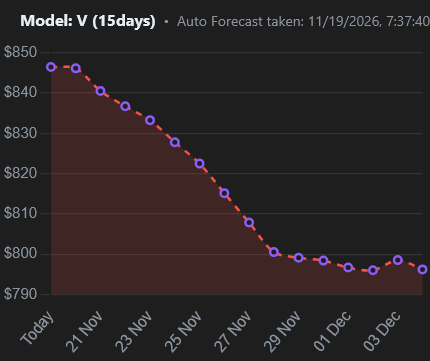 Model: V (15days) • Auto Forecast taken: 11/19/2026, 7:37:40
$850
$840
$830
$820
$810
$800
$790
Today
21 Nov
23 Nov
25 Nov
27 Nov
29 Nov
01 Dec
03 Dec